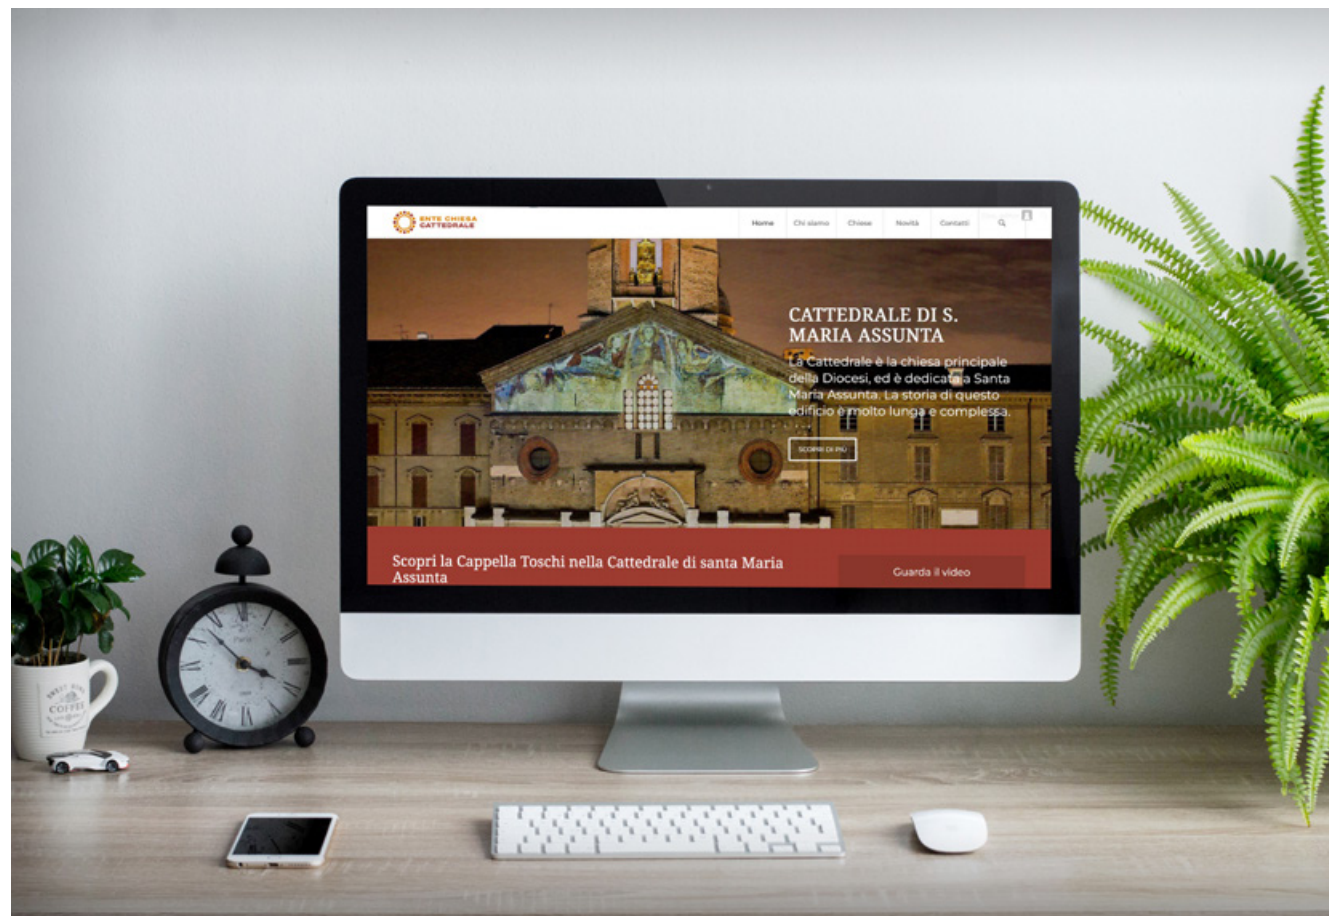 ENTE CHIESA
CATTEDRALE
Home Chi siamo Chiese Novità Contatti
CATTEDRALE DI S.
MARIA ASSUNTA
La Cattedrale è la chiesa principale
della Diocesi, ed è dedicata a Santa
Maria Assunta. La storia di questo
edificio è molto lunga e complessa.
SCOPRI DI PIÙ
Scopri la Cappella Toschi nella Cattedrale di santa Maria
Assunta
Guarda il video
Paris
COFFEE